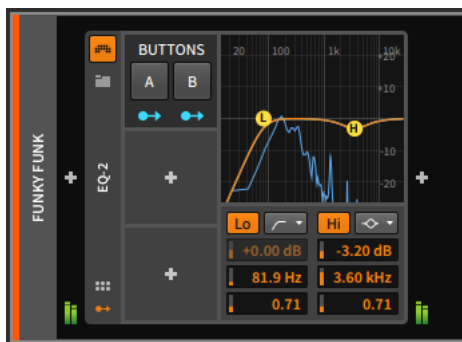 FUNKY FUNK
EQ-2
BUTTONS
A B
20 100 1k 10k
+20
+10
-10
-20
L
H
Lo Hi
+0.00 dB -3.20 dB
81.9 Hz 3.60 kHz
0.71 0.71